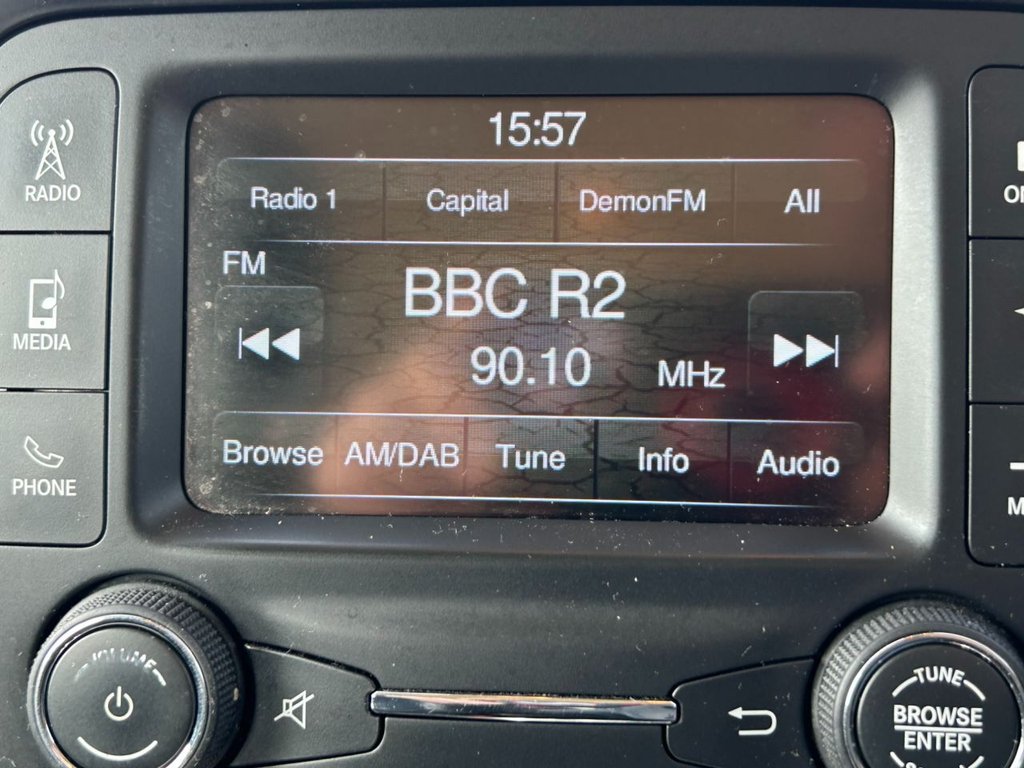 15:57
Radio 1 Capital DemonFM All
FM
BBC R2
90.10 MHz
Browse AM/DAB Tune Info Audio
RADIO
MEDIA
PHONE
VOLUME
TUNE
BROWSE
ENTER